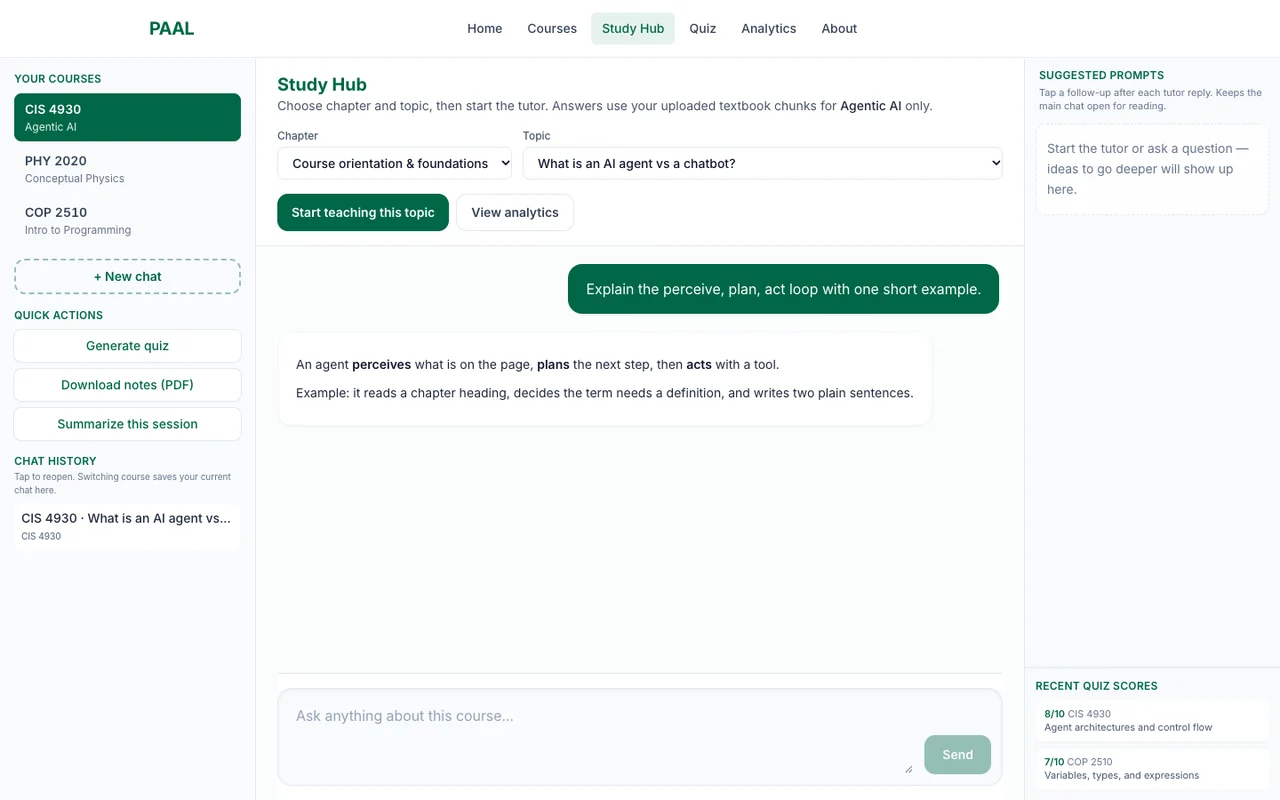 PAAL
Home
Courses
Study Hub
Quiz
Analytics
About
YOUR COURSES
CIS 4930
Agentic AI
PHY 2020
Conceptual Physics
COP 2510
Intro to Programming
+ New chat
QUICK ACTIONS
Generate quiz
Download notes (PDF)
Summarize this session
CHAT HISTORY
Tap to reopen. Switching course saves your current
chat here.
CIS 4930 · What is an AI agent vs...
CIS 4930
Study Hub
Choose chapter and topic, then start the tutor. Answers use your uploaded textbook chunks for Agentic AI only.
Chapter
Topic
Course orientation & foundations
What is an AI agent vs a chatbot?
Start teaching this topic
View analytics
Explain the perceive, plan, act loop with one short example.
An agent perceives what is on the page, plans the next step, then acts with a tool.
Example: it reads a chapter heading, decides the term needs a definition, and writes two plain sentences.
Ask anything about this course...
Send
SUGGESTED PROMPTS
Tap a follow-up after each tutor reply. Keeps the
main chat open for reading.
Start the tutor or ask a question —
ideas to go deeper will show up
here.
RECENT QUIZ SCORES
8/10 CIS 4930
Agent architectures and control flow
7/10 COP 2510
Variables, types, and expressions